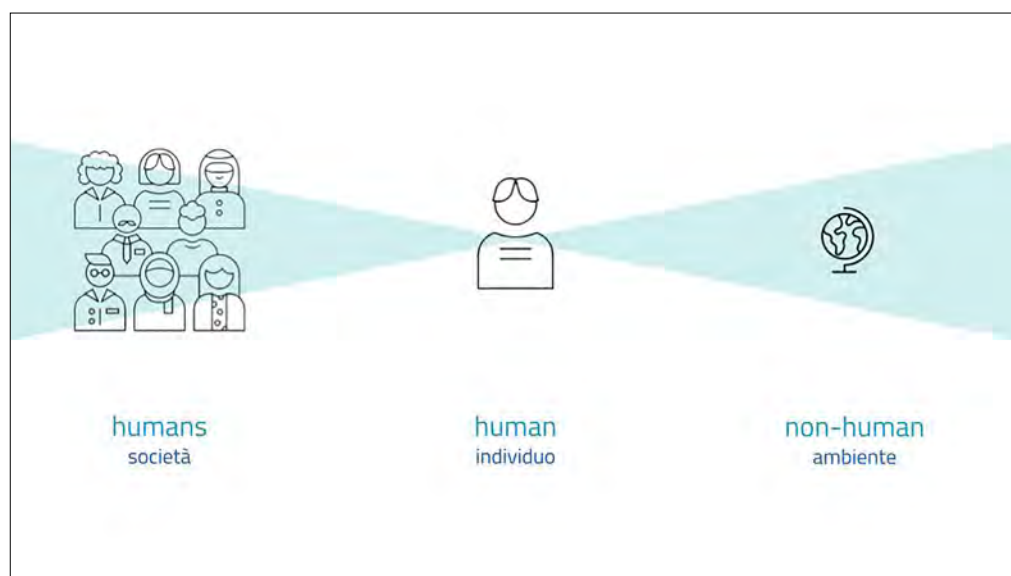 humans
società
human
individuo
non-human
ambiente